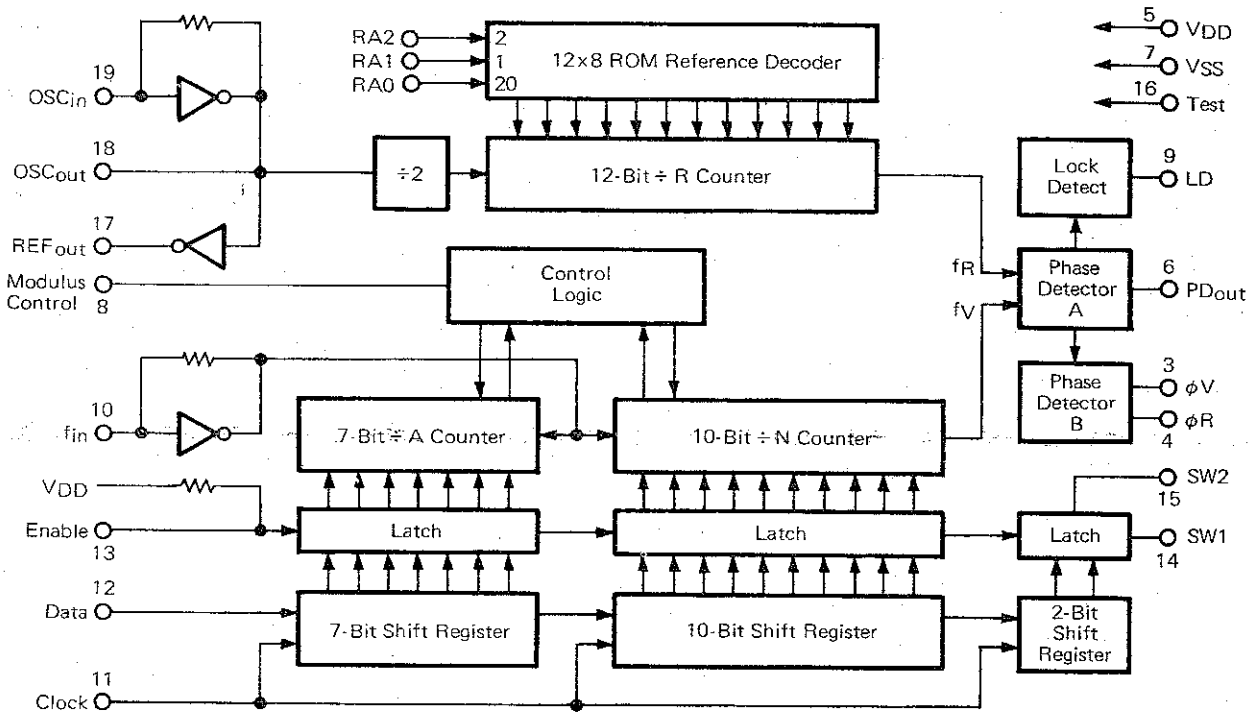 RA2 2
RA1 1
RA0 20
12×8 ROM Reference Decoder
5 VDD
7 VSS
16 Test
19
OSCin
18
OSCout
÷2
12-Bit ÷ R Counter
Lock
Detect
9
LD
17
REFout
Modulus
Control
8
Control
Logic
fR
fV
Phase
Detector
A
6
PDout
10
fin
7-Bit ÷ A Counter
10-Bit ÷ N Counter
Phase
Detector
B
3
φV
φR
4
VDD
Enable
13
Latch
Latch
Latch
SW2
15
SW1
14
12
Data
7-Bit Shift Register
10-Bit Shift Register
2-Bit
Shift
Register
11
Clock